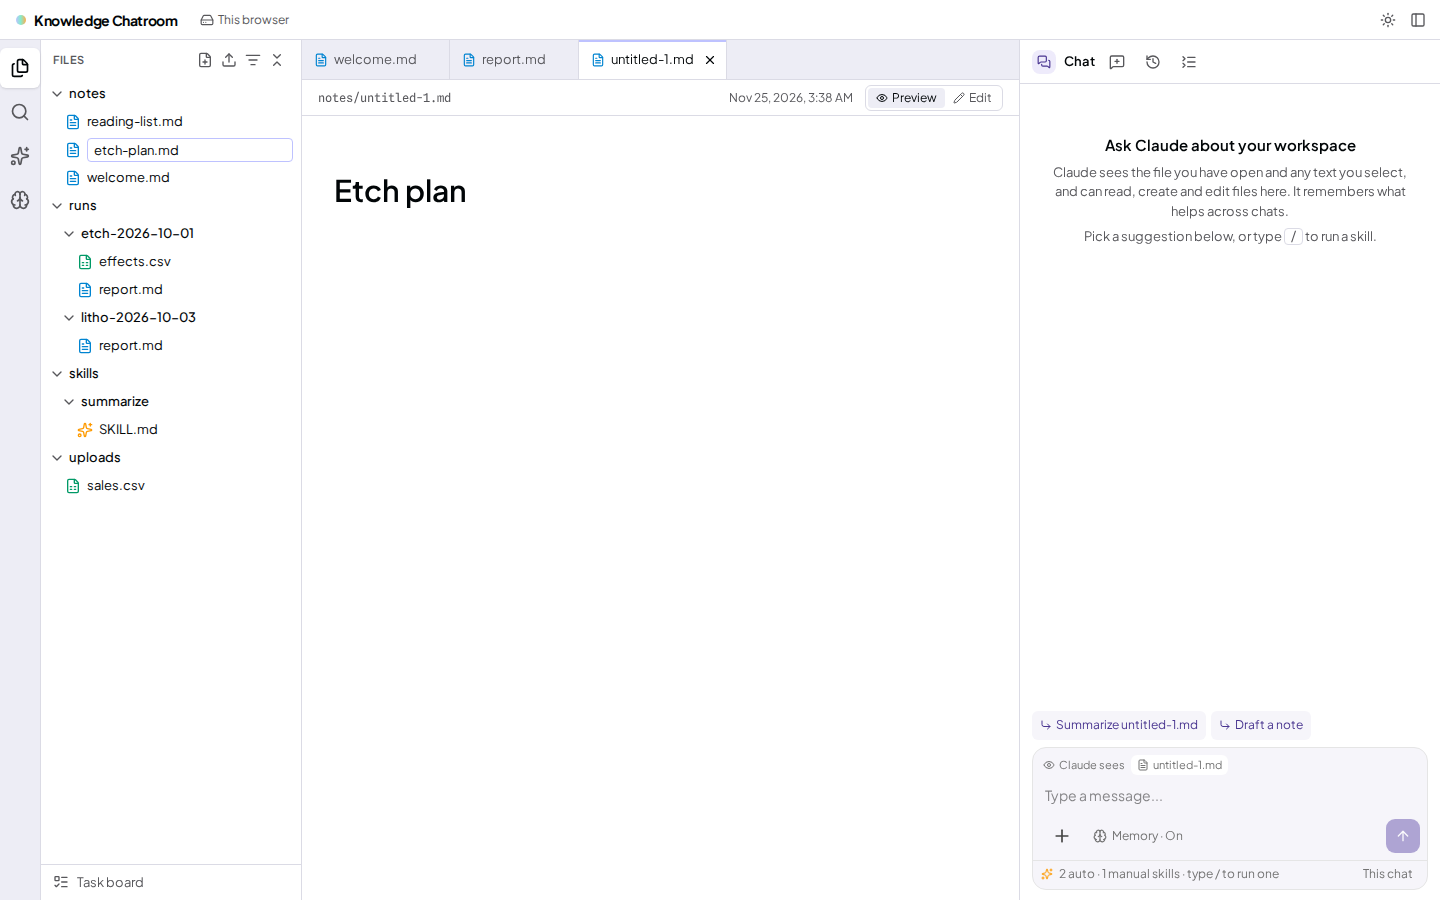 Knowledge Chatroom
This browser
FILES
notes
reading-list.md
etch-plan.md
welcome.md
runs
etch-2026-10-01
effects.csv
report.md
litho-2026-10-03
report.md
skills
summarize
SKILL.md
uploads
sales.csv
Task board
welcome.md
report.md
untitled-1.md
notes/untitled-1.md
Nov 25, 2026, 3:38 AM
Preview
Edit
Etch plan
Chat
Ask Claude about your workspace
Claude sees the file you have open and any text you select,
and can read, create and edit files here. It remembers what
helps across chats.
Pick a suggestion below, or type / to run a skill.
Summarize untitled-1.md
Draft a note
Claude sees
untitled-1.md
Type a message...
Memory · On
2 auto · 1 manual skills · type / to run one
This chat